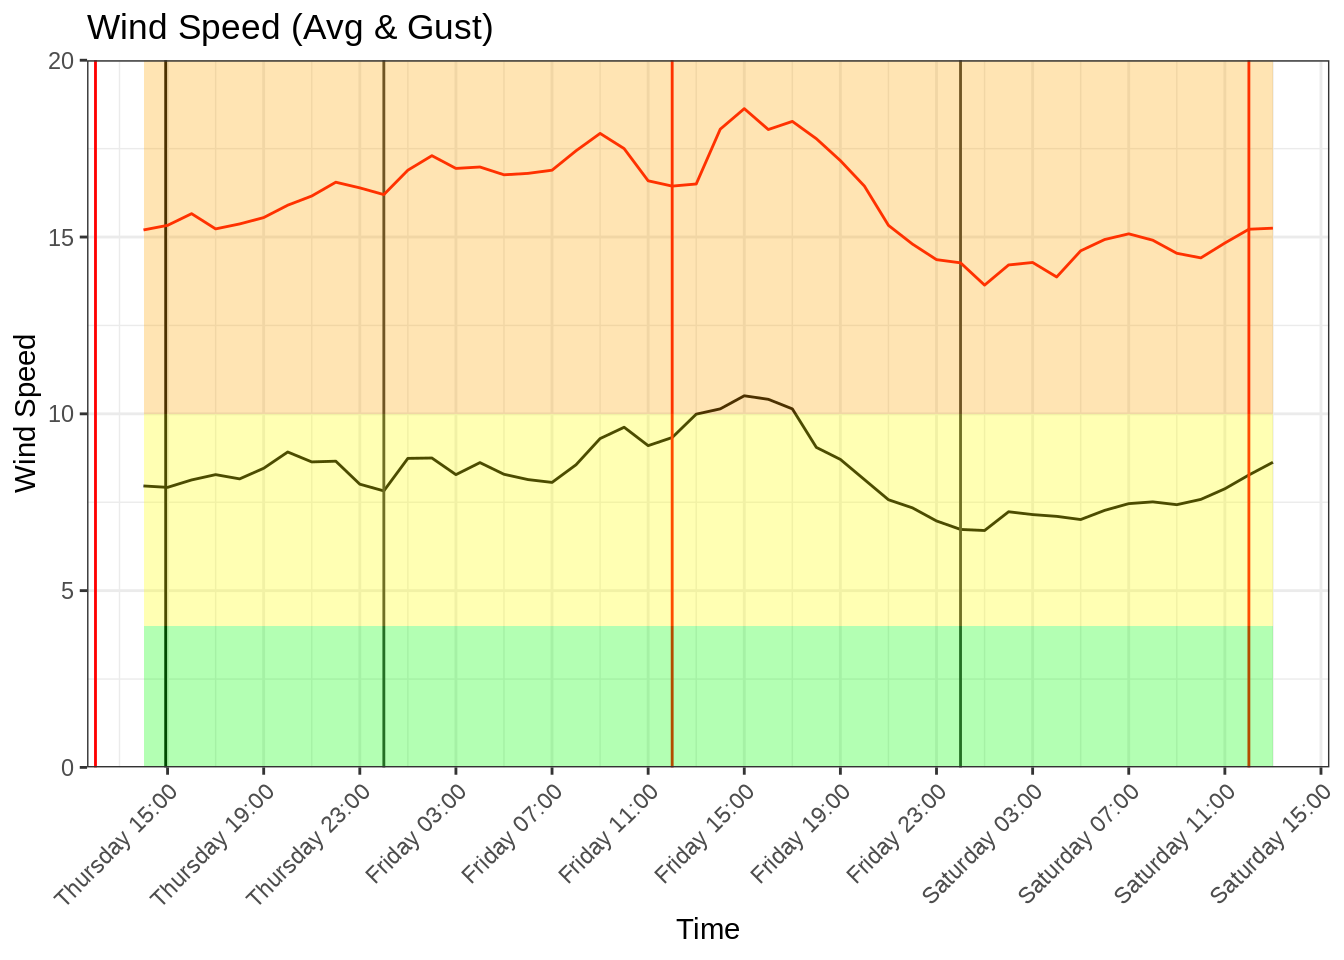 Wind Speed (Avg & Gust)
20
15
10
5
0
Wind Speed
Thursday 15:00
Thursday 19:00
Thursday 23:00
Friday 03:00
Friday 07:00
Friday 11:00
Friday 15:00
Friday 19:00
Friday 23:00
Saturday 03:00
Saturday 07:00
Saturday 11:00
Saturday 15:00
Time